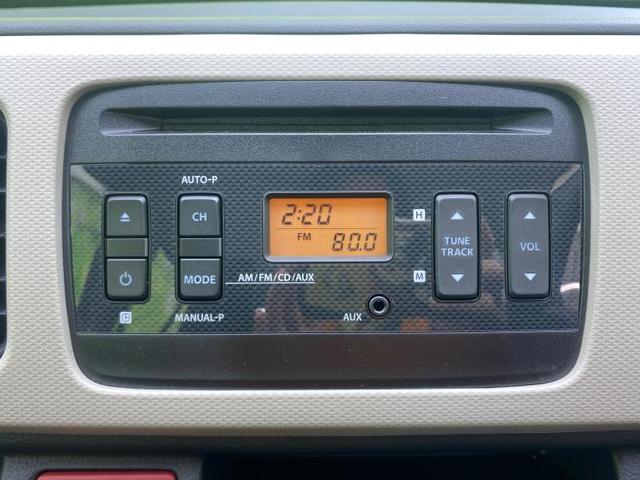 AUTO-P
CH
2:20
FM 80.0
H
TUNE
TRACK
VOL
MODE
AM/FM/CD/AUX
M
MANUAL-P
AUX